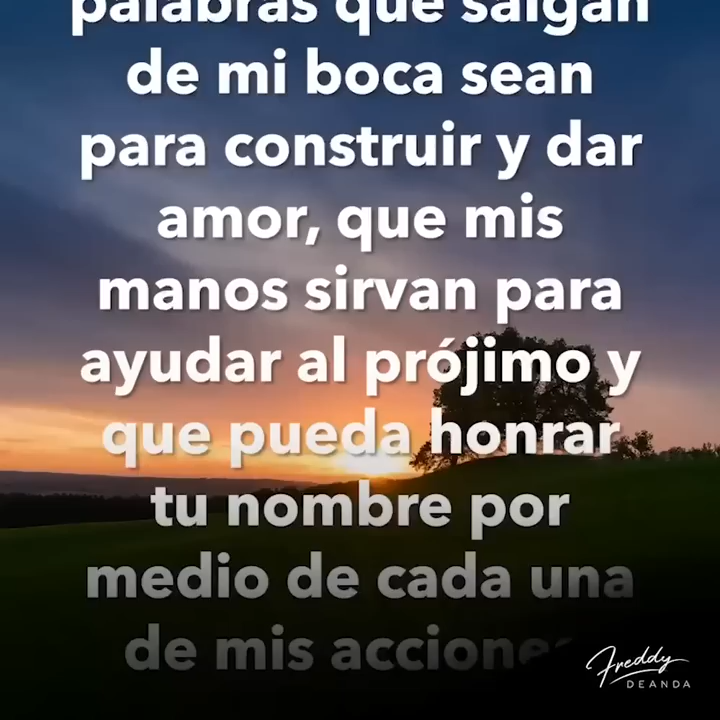 palabras que salgan
de mi boca sean
para construir y dar
amor, que mis
manos sirvan para
ayudar al prójimo y
que pueda honrar
tu nombre por
medio de cada una
de mis acciones
Freddy
DEANDA